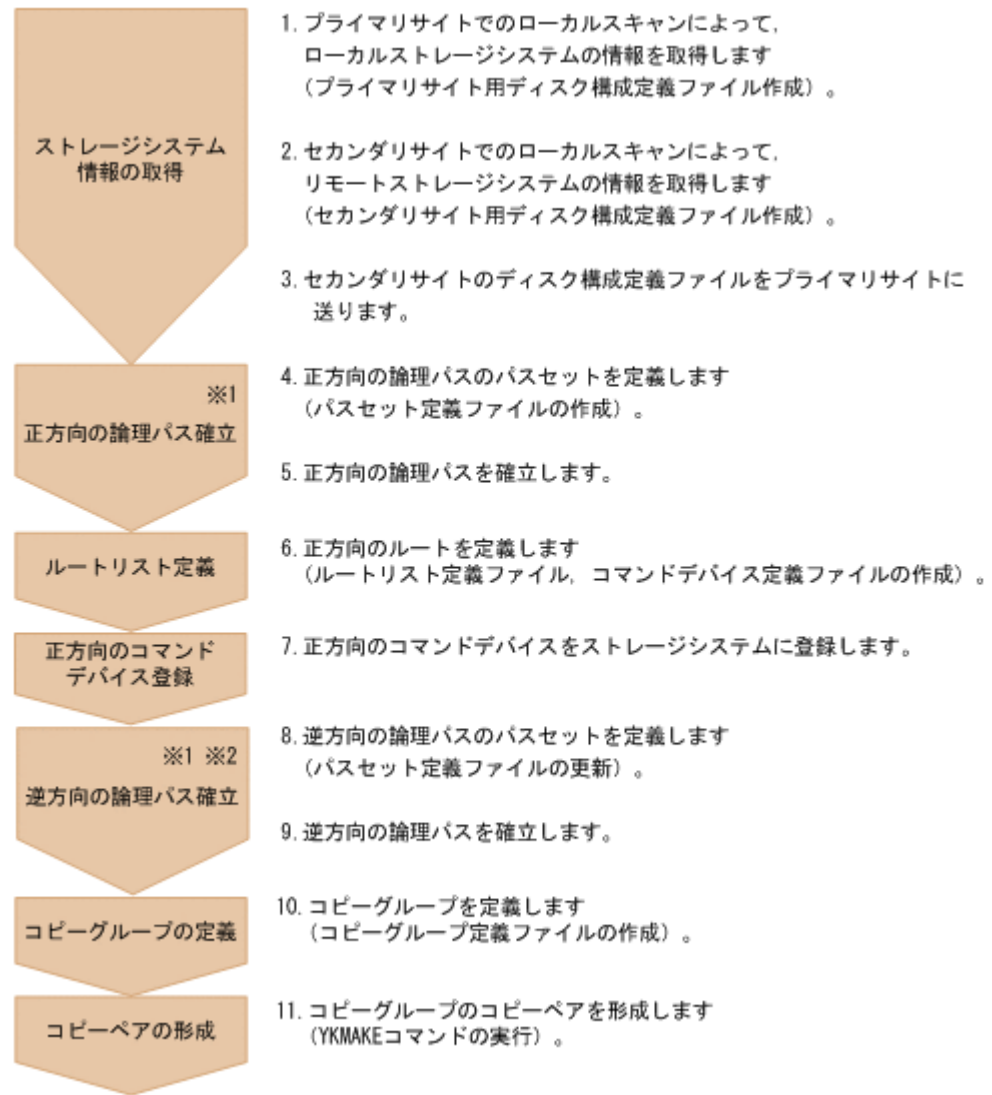 ストレージシステム
情報の取得
1. プライマリサイトでのローカルスキャンによって,
ローカルストレージシステムの情報を取得します
(プライマリサイト用ディスク構成定義ファイル作成)。
2. セカンダリサイトでのローカルスキャンによって,
リモートストレージシステムの情報を取得します
(セカンダリサイト用ディスク構成定義ファイル作成)。
3. セカンダリサイトのディスク構成定義ファイルをプライマリサイトに
送ります。
※1
正方向の論理パス確立
4. 正方向の論理パスのパスセットを定義します
(パスセット定義ファイルの作成)。
5. 正方向の論理パスを確立します。
ルートリスト定義
6. 正方向のルートを定義します
(ルートリスト定義ファイル, コマンドデバイス定義ファイルの作成)。
正方向のコマンド
デバイス登録
7. 正方向のコマンドデバイスをストレージシステムに登録します。
※1 ※2
逆方向の論理パス確立
8. 逆方向の論理パスのパスセットを定義します
(パスセット定義ファイルの更新)。
9. 逆方向の論理パスを確立します。
コピーグループの定義
10. コピーグループを定義します
(コピーグループ定義ファイルの作成)。
コピーペアの形成
11. コピーグループのコピーペアを形成します
(YKMAKEコマンドの実行)。